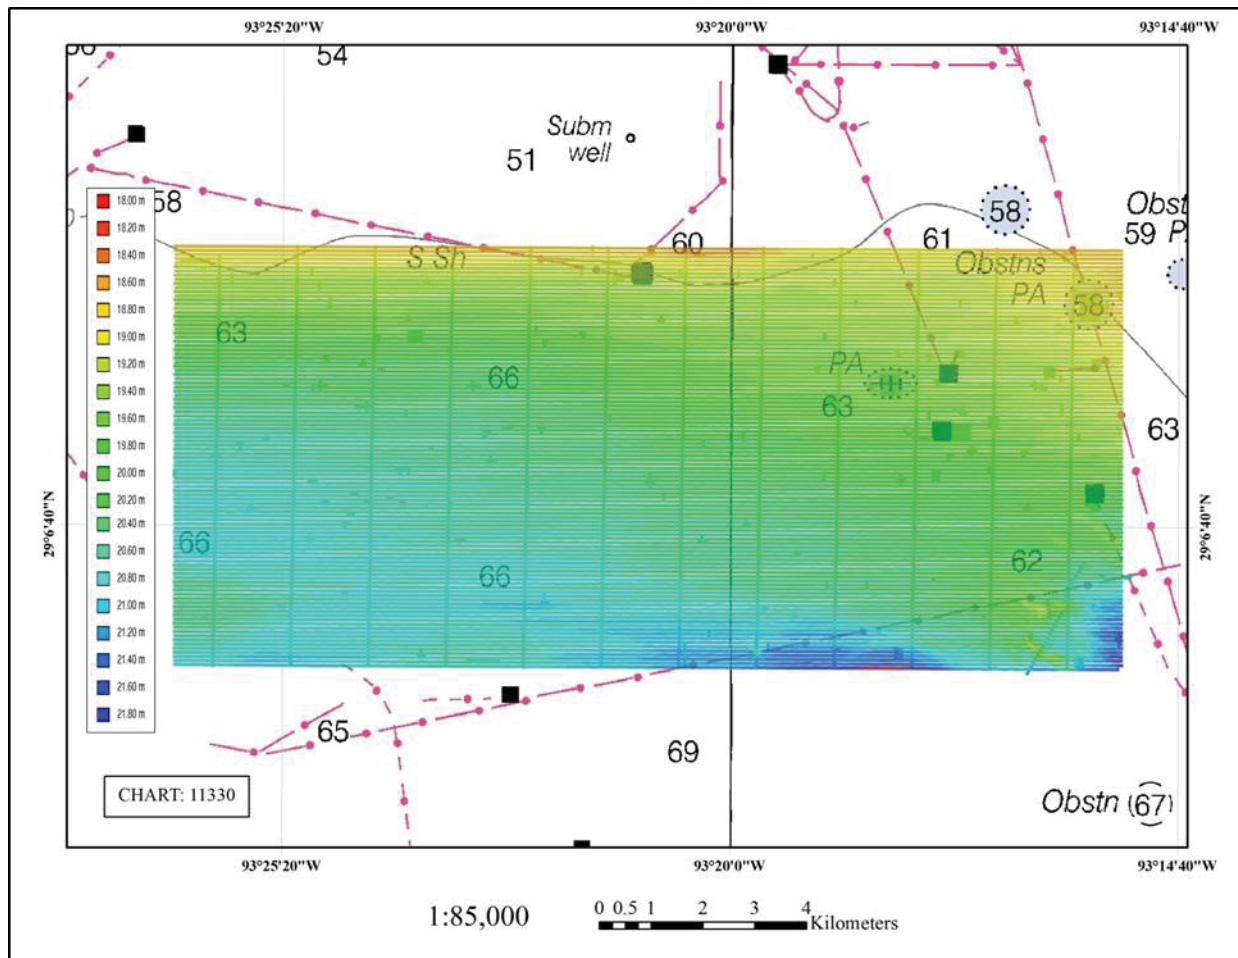 93°25'20"W
93°20'0"W
93°14'40"W
54
Subm
well
51
58
58
Obst
59 P
60
61
S Sh
Obstns
PA
58
63
66
PA
63
63
66
66
62
65
69
Obstn (67)
18.00 m
18.20 m
18.40 m
18.60 m
18.80 m
19.00 m
19.20 m
19.40 m
19.60 m
19.80 m
20.00 m
20.20 m
20.40 m
20.60 m
20.80 m
21.00 m
21.20 m
21.40 m
21.60 m
21.80 m
29°6'40"N
29°6'40"N
CHART: 11330
93°25'20"W
93°20'0"W
93°14'40"W
1:85,000
0 0.5 1 2 3 4
Kilometers